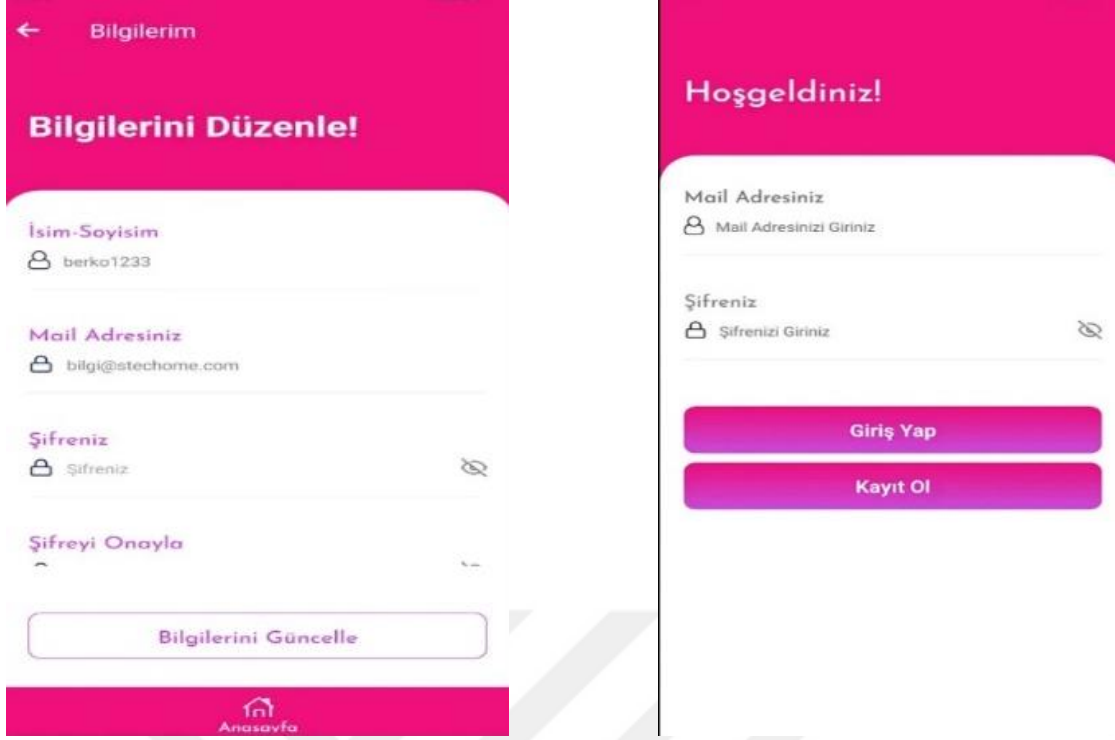 Bilgilerim
Bilgilerini Düzenle!
İsim-Soyisim
berko1233
Mail Adresiniz
bilgi@stechome.com
Şifreniz
Şifreniz
Şifreyi Onayla
Bilgilerini Güncelle
Anasayfa
Hoşgeldiniz!
Mail Adresiniz
Mail Adresinizi Giriniz
Şifreniz
Şifrenizi Giriniz
Giriş Yap
Kayıt Ol